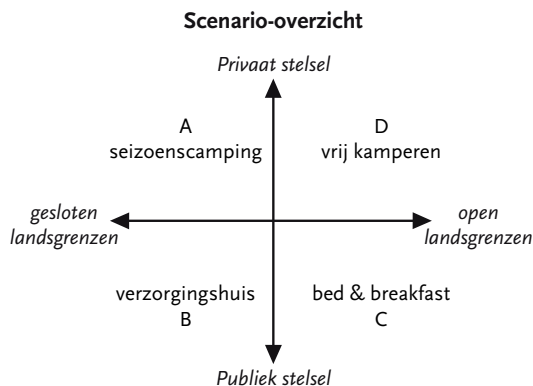 Scenario-overzicht
Privaat stelsel
A
seizoenscamping
D
vrij kamperen
gesloten
landsgrenzen
open
landsgrenzen
verzorgingshuis
B
bed & breakfast
C
Publiek stelsel